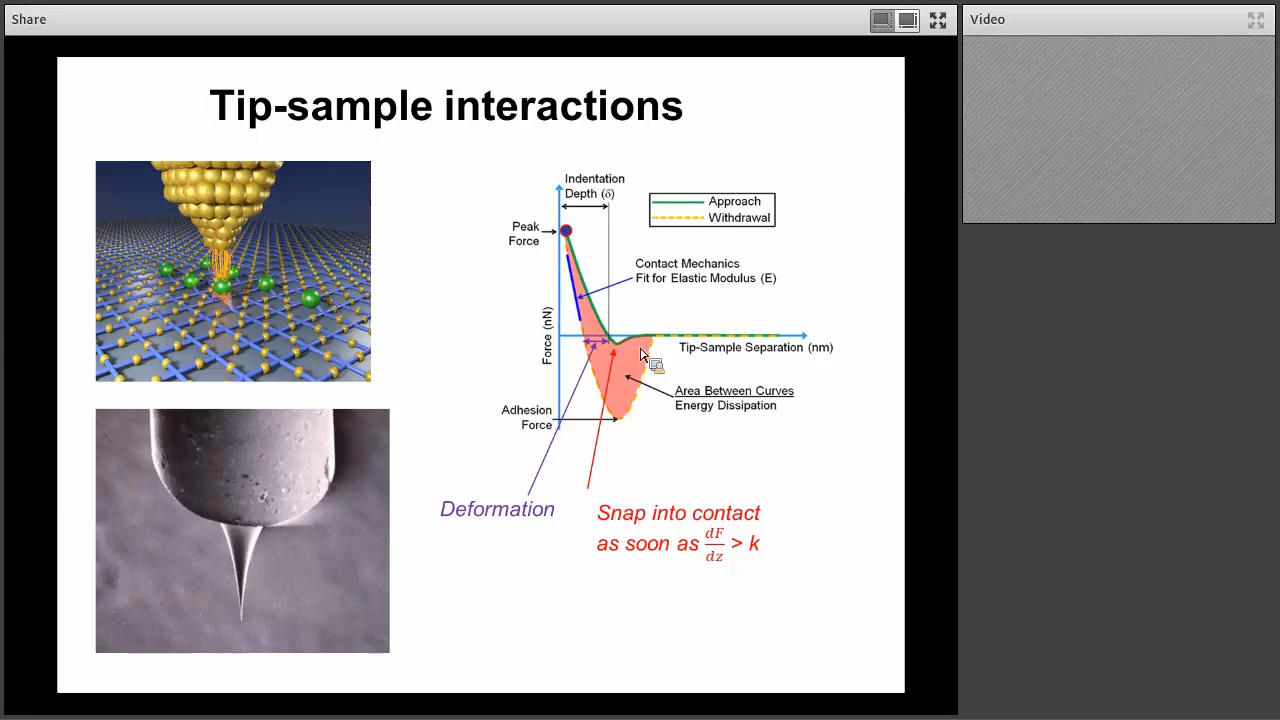 Share
Video
Tip-sample interactions
Indentation
Depth (δ)
Approach
Withdrawal
Peak
Force
Contact Mechanics
Fit for Elastic Modulus (E)
Force (nN)
Tip-Sample Separation (nm)
Area Between Curves
Energy Dissipation
Adhesion
Force
Deformation
Snap into contact
as soon as dF/dz > k